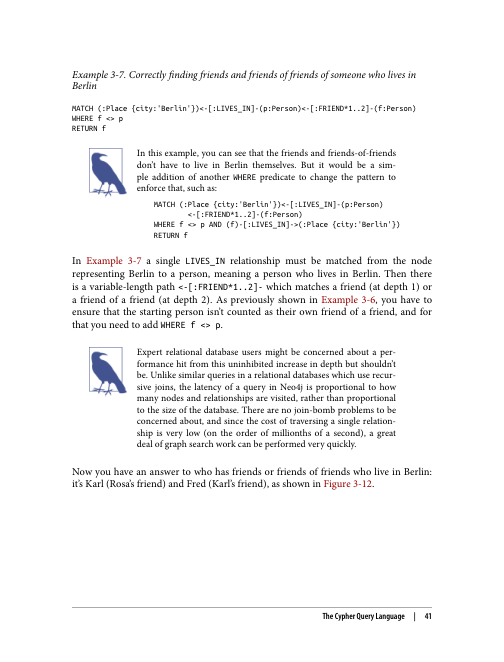 Example 3-7. Correctly finding friends and friends of friends of someone who lives in
Berlin
MATCH (:Place {city:'Berlin'})<-[:LIVES_IN]-(p:Person)<-[:FRIEND*1..2]-(f:Person)
WHERE f <> p
RETURN f
In this example, you can see that the friends and friends-of-friends
don't have to live in Berlin themselves. But it would be a sim-
ple addition of another WHERE predicate to change the pattern to
enforce that, such as:
MATCH (:Place {city:'Berlin'})<-[:LIVES_IN]-(p:Person)
<-[:FRIEND*1..2]-(f:Person)
WHERE f <> p AND (f)-[:LIVES_IN]->(:Place {city:'Berlin'})
RETURN f
In Example 3-7 a single LIVES_IN relationship must be matched from the node
representing Berlin to a person, meaning a person who lives in Berlin. Then there
is a variable-length path <-[:FRIEND*1..2]- which matches a friend (at depth 1) or
a friend of a friend (at depth 2). As previously shown in Example 3-6, you have to
ensure that the starting person isn't counted as their own friend of a friend, and for
that you need to add WHERE f <> p.
Expert relational database users might be concerned about a per-
formance hit from this uninhibited increase in depth but shouldn't
be. Unlike similar queries in a relational databases which use recur-
sive joins, the latency of a query in Neo4j is proportional to how
many nodes and relationships are visited, rather than proportional
to the size of the database. There are no join-bomb problems to be
concerned about, and since the cost of traversing a single relation-
ship is very low (on the order of millionths of a second), a great
deal of graph search work can be performed very quickly.
Now you have an answer to who has friends or friends of friends who live in Berlin:
it's Karl (Rosa's friend) and Fred (Karl's friend), as shown in Figure 3-12.
The Cypher Query Language | 41